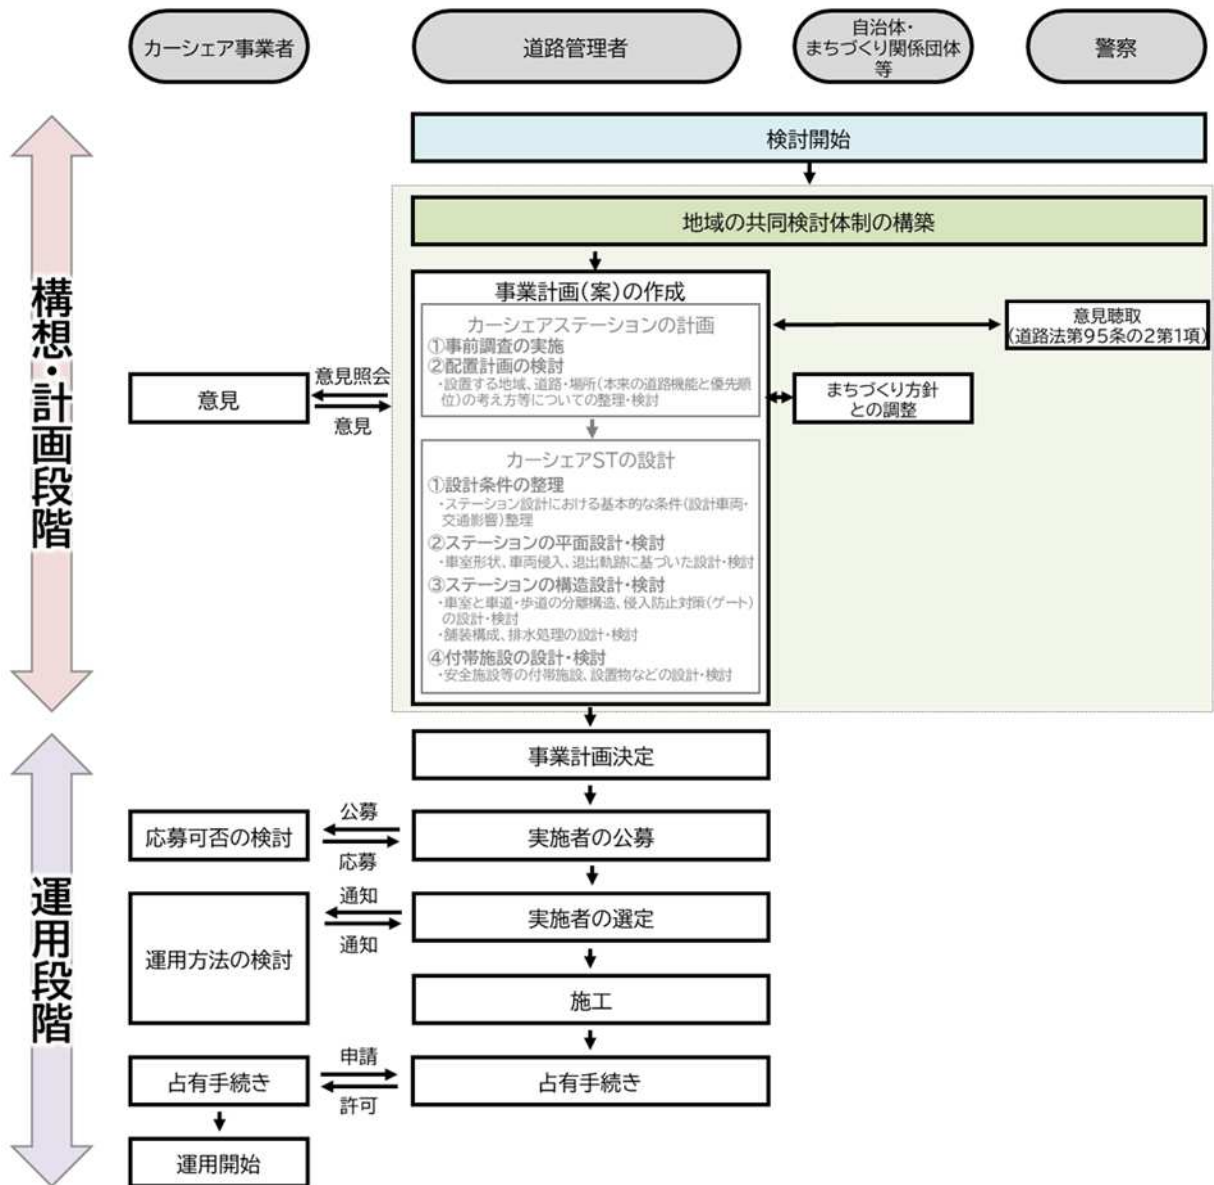 カーシェア事業者
道路管理者
自治体・
まちづくり関係団体
等
警察
構想・計画段階
検討開始
地域の共同検討体制の構築
事業計画(案)の作成
カーシェアステーションの計画
①事前調査の実施
②配置計画の検討
・設置する地域、道路・場所(本来の道路機能と優先順
位)の考え方等についての整理・検討
意見聴取
(道路法第95条の2第1項)
意見
意見照会
意見
まちづくり方針
との調整
カーシェアSTの設計
①設計条件の整理
・ステーション設計における基本的な条件(設計車両・
交通影響)整理
②ステーションの平面設計・検討
・車室形状、車両侵入、退出軌跡に基づいた設計・検討
③ステーションの構造設計・検討
・車室と車道・歩道の分離構造、侵入防止対策(ゲート)
の設計・検討
・舗装構成、排水処理の設計・検討
④付帯施設の設計・検討
・安全施設等の付帯施設、設置物などの設計・検討
運用段階
事業計画決定
応募可否の検討
公募
応募
実施者の公募
運用方法の検討
通知
通知
実施者の選定
施工
占有手続き
申請
許可
占有手続き
運用開始